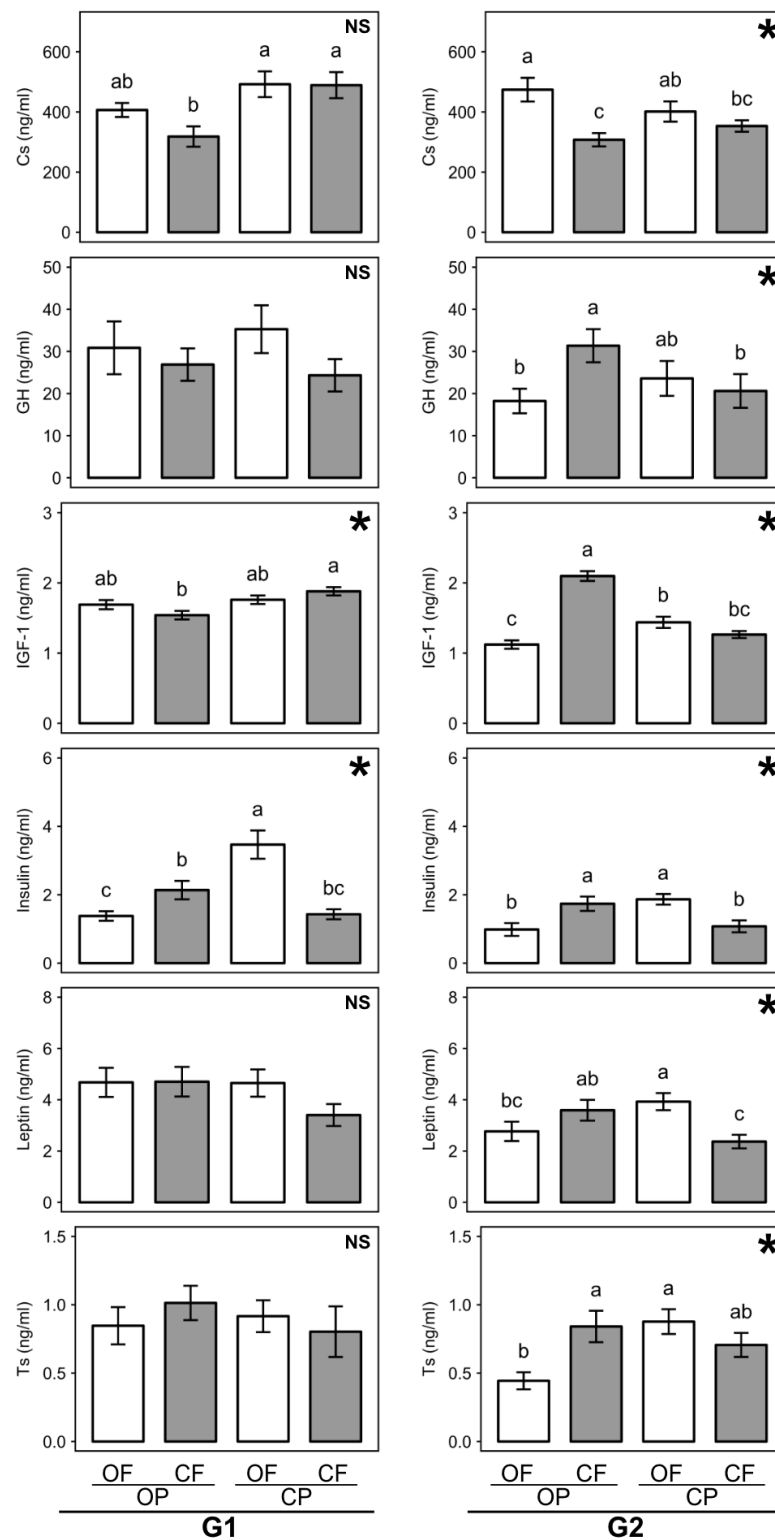 NS
Cs (ng/ml)
600
400
200
0
ab
b
a
a
*
Cs (ng/ml)
600
400
200
0
a
c
ab
bc
NS
GH (ng/ml)
50
40
30
20
10
0
*
GH (ng/ml)
50
40
30
20
10
0
b
a
ab
b
*
IGF-1 (ng/ml)
3
2
1
0
ab
b
ab
a
*
IGF-1 (ng/ml)
3
2
1
0
c
a
b
bc
*
Insulin (ng/ml)
6
4
2
0
c
b
a
bc
*
Insulin (ng/ml)
6
4
2
0
b
a
a
b
NS
Leptin (ng/ml)
8
6
4
2
0
*
Leptin (ng/ml)
8
6
4
2
0
bc
ab
a
c
NS
Ts (ng/ml)
1.5
1.0
0.5
0.0
*
Ts (ng/ml)
1.5
1.0
0.5
0.0
b
a
a
ab
OF CF OF CF
OP CP
G1
OF CF OF CF
OP CP
G2